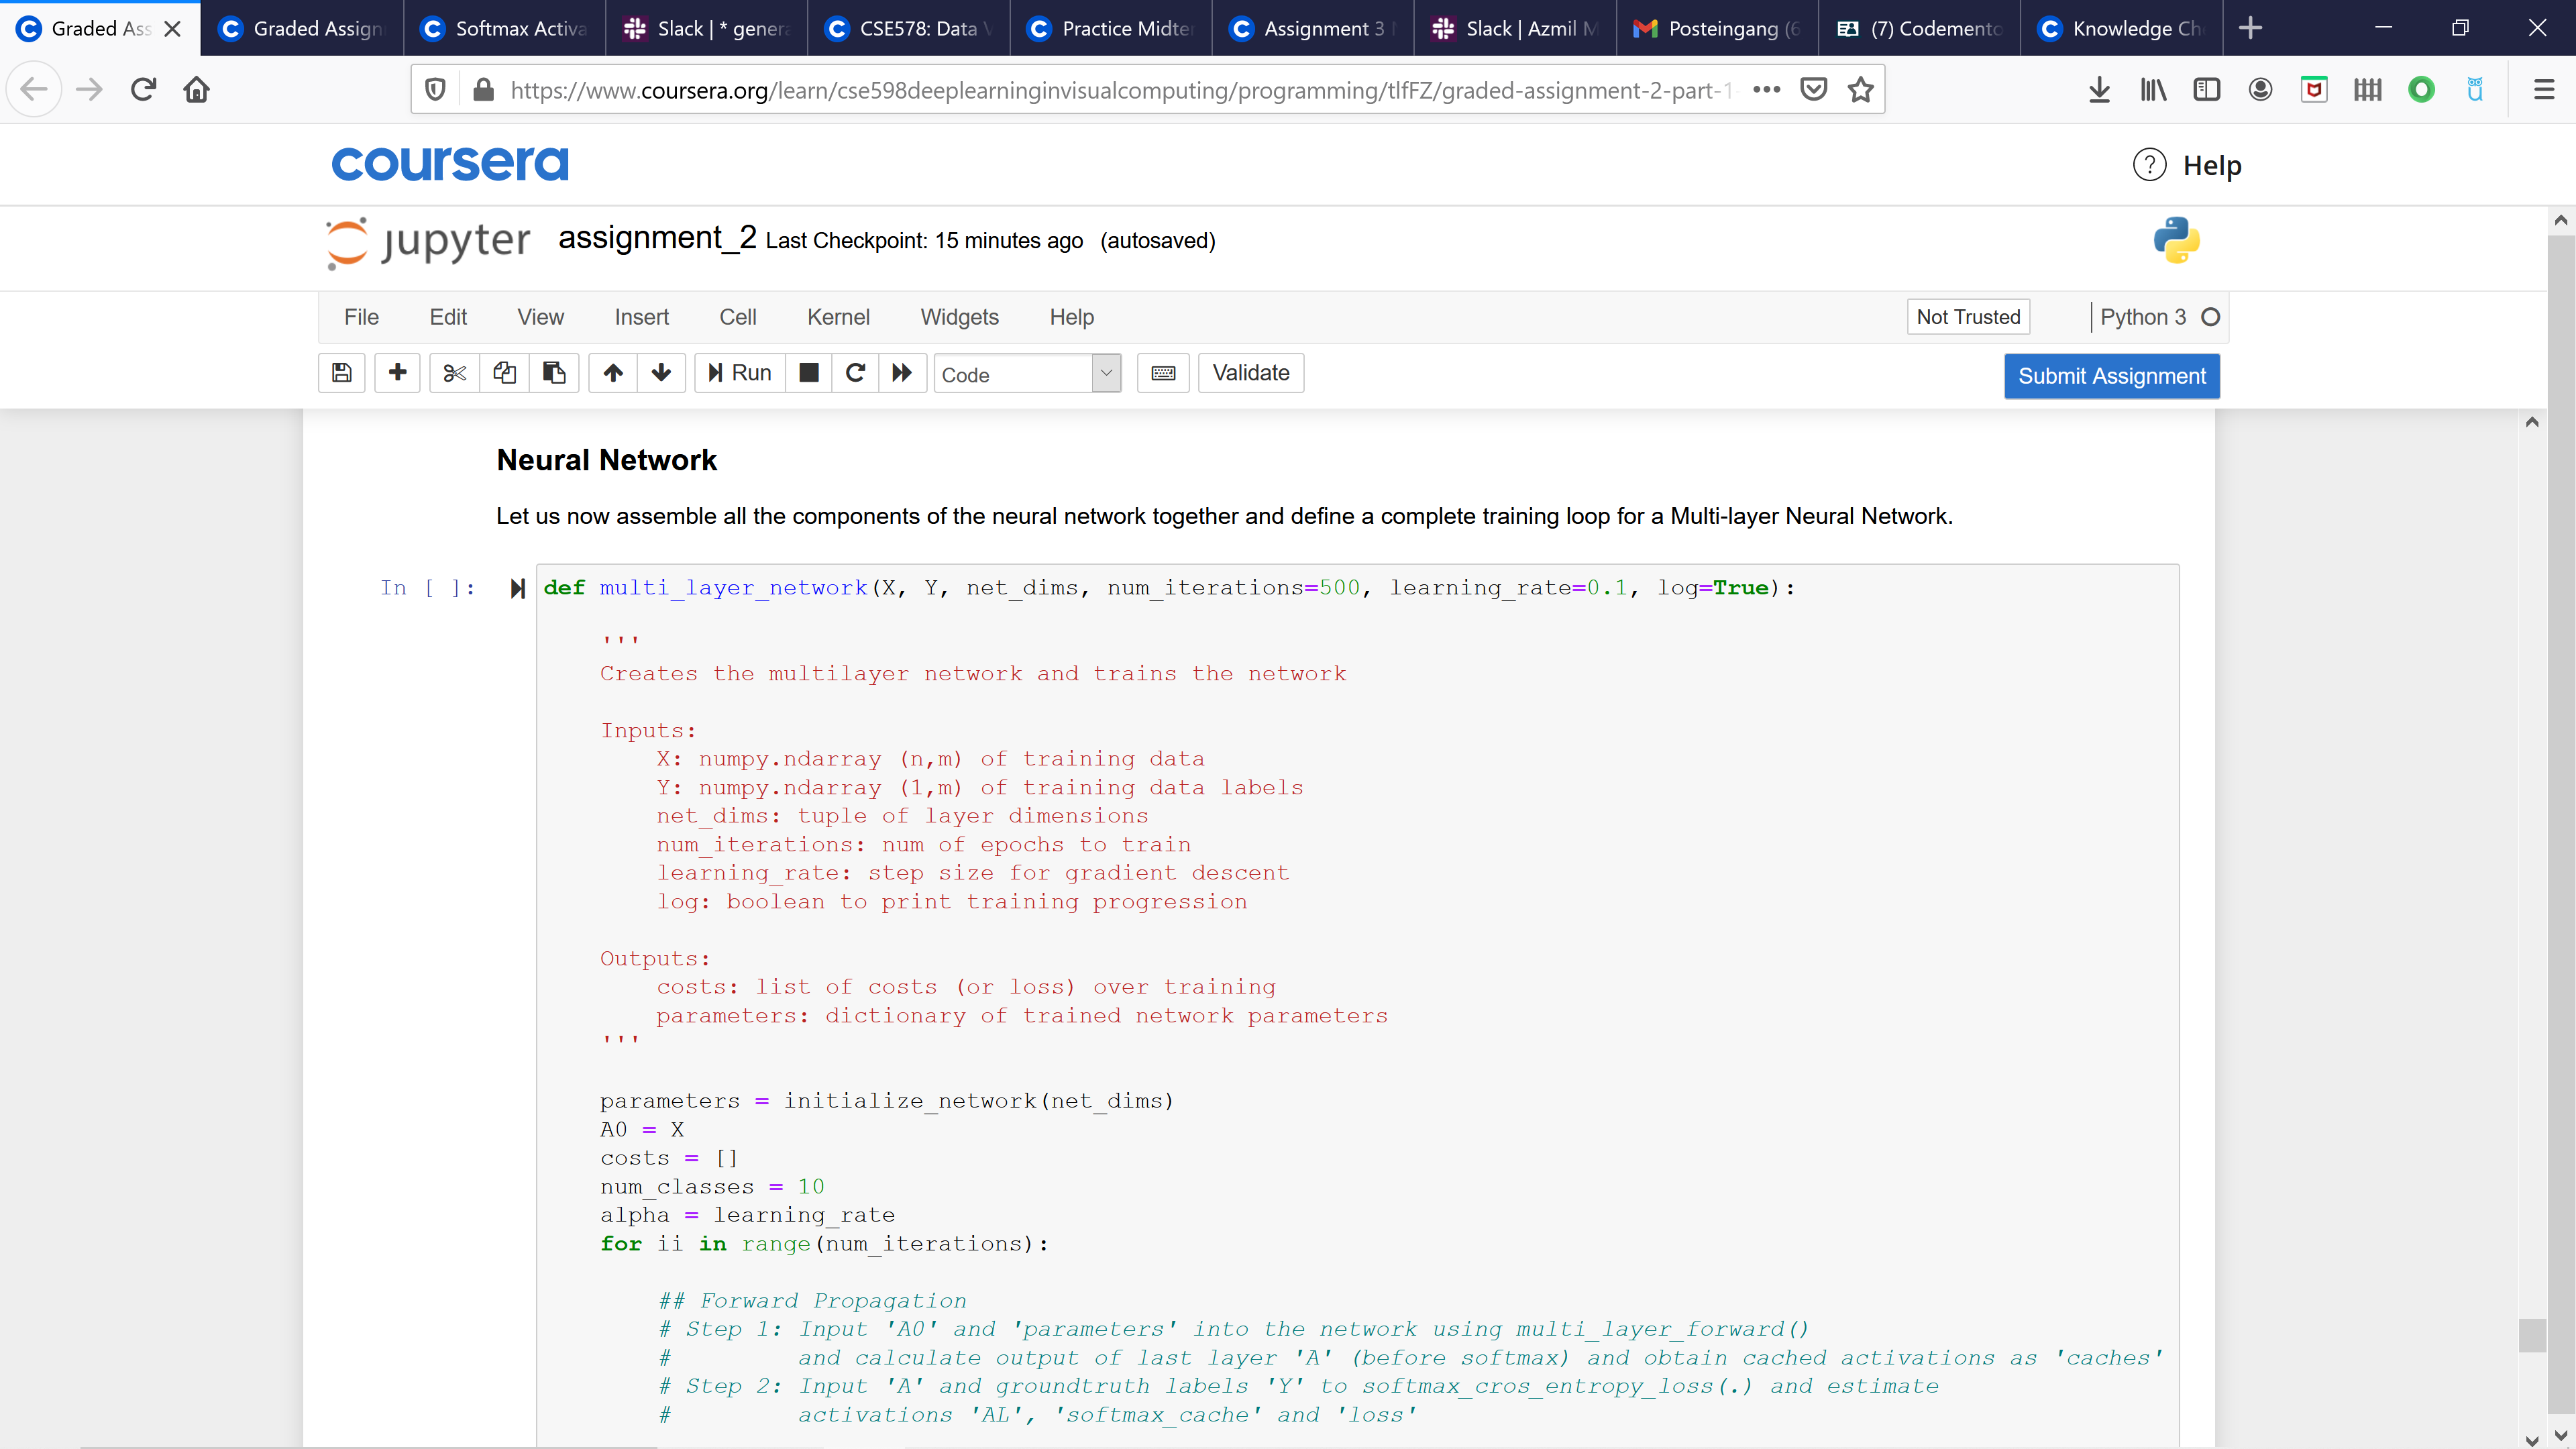 Graded Ass
Graded Assign
Softmax Activa
Slack | * genera
CSE578: Data V
Practice Midter
Assignment 3
Slack | Azmil M
Posteingang (6
(7) Codemento
Knowledge Ch
https://www.coursera.org/learn/cse598deeplearninginvisualcomputing/programming/tlfFZ/graded-assignment-2-part-1-
coursera
? Help
jupyter assignment_2 Last Checkpoint: 15 minutes ago (autosaved)
File Edit View Insert Cell Kernel Widgets Help Not Trusted Python 3
Run Code Validate Submit Assignment
Neural Network
Let us now assemble all the components of the neural network together and define a complete training loop for a Multi-layer Neural Network.
In [ ]: def multi_layer_network(X, Y, net_dims, num_iterations=500, learning_rate=0.1, log=True):
'''
Creates the multilayer network and trains the network
Inputs:
X: numpy.ndarray (n,m) of training data
Y: numpy.ndarray (1,m) of training data labels
net_dims: tuple of layer dimensions
num_iterations: num of epochs to train
learning_rate: step size for gradient descent
log: boolean to print training progression
Outputs:
costs: list of costs (or loss) over training
parameters: dictionary of trained network parameters
'''
parameters = initialize_network(net_dims)
A0 = X
costs = []
num_classes = 10
alpha = learning_rate
for ii in range(num_iterations):
## Forward Propagation
# Step 1: Input 'A0' and 'parameters' into the network using multi_layer_forward()
# and calculate output of last layer 'A' (before softmax) and obtain cached activations as 'caches'
# Step 2: Input 'A' and groundtruth labels 'Y' to softmax_cros_entropy_loss(.) and estimate
# activations 'AL', 'softmax_cache' and 'loss'